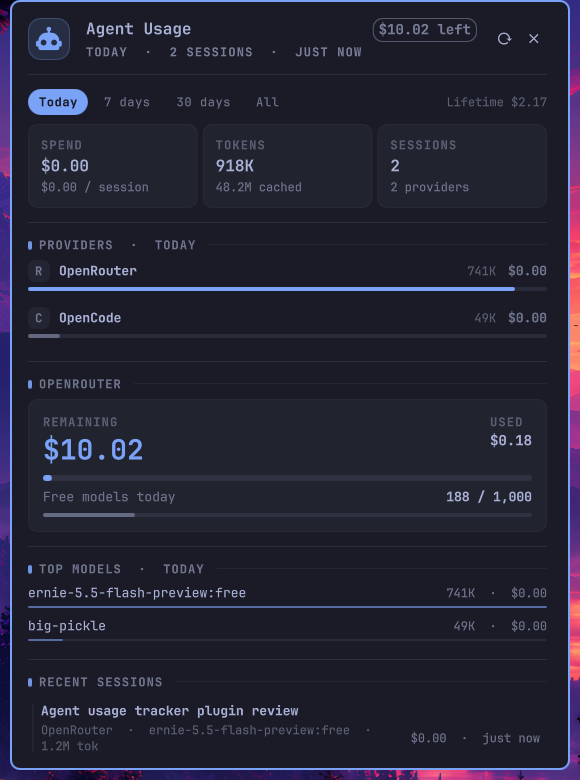 Agent Usage
$10.02 left
TODAY · 2 SESSIONS · JUST NOW
Today 7 days 30 days All Lifetime $2.17
SPEND
$0.00
$0.00 / session
TOKENS
918K
48.2M cached
SESSIONS
2
2 providers
PROVIDERS · TODAY
R OpenRouter 741K $0.00
C OpenCode 49K $0.00
OPENROUTER
REMAINING
$10.02
USED
$0.18
Free models today 188 / 1,000
TOP MODELS · TODAY
ernie-5.5-flash-preview:free 741K · $0.00
big-pickle 49K · $0.00
RECENT SESSIONS
Agent usage tracker plugin review
OpenRouter · ernie-5.5-flash-preview:free ·
1.2M tok
$0.00 · just now